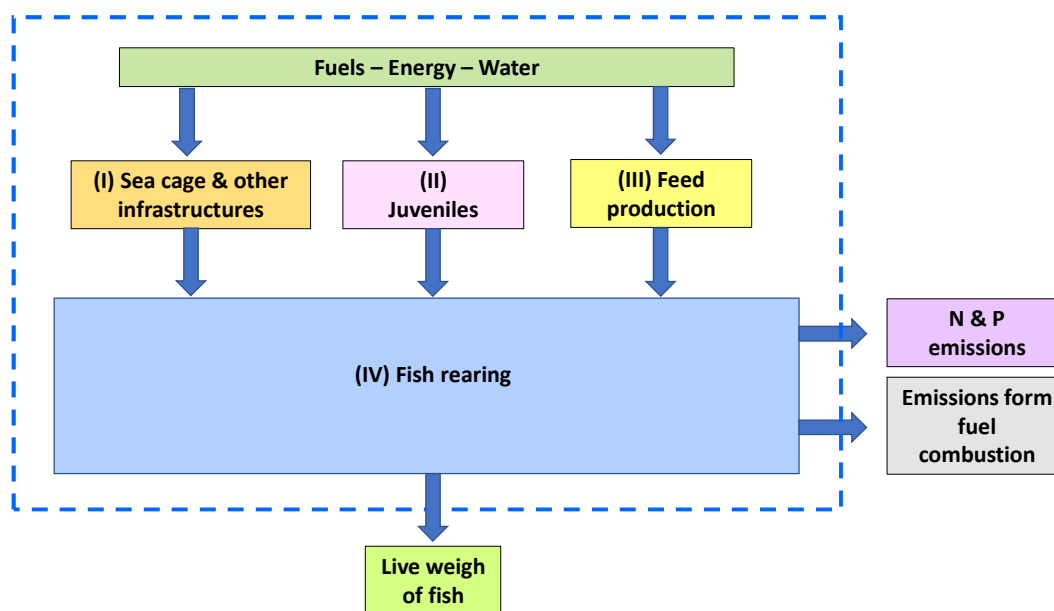 Fuels – Energy – Water
(I) Sea cage & other
infrastructures
(II)
Juveniles
(III) Feed
production
(IV) Fish rearing
N & P
emissions
Emissions form
fuel
combustion
Live weigh
of fish